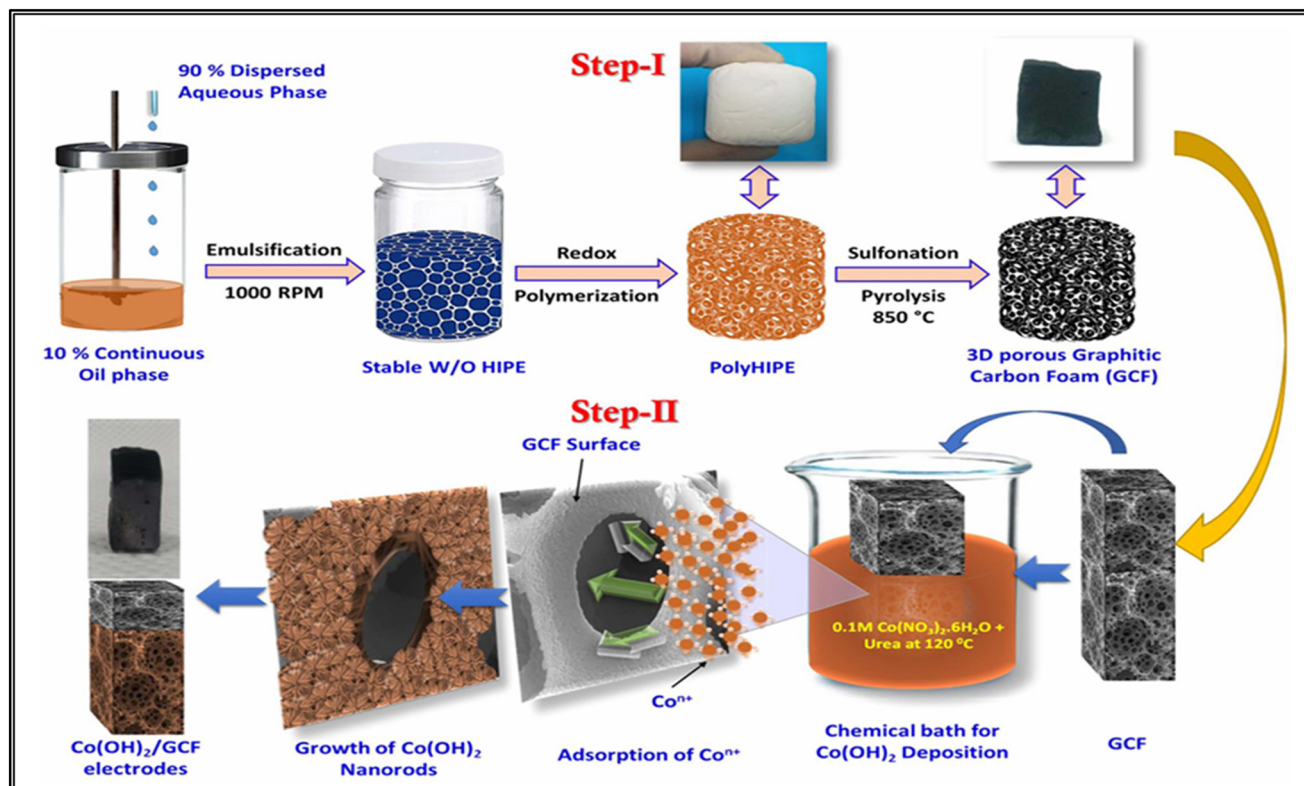 Step-I
90 % Dispersed
Aqueous Phase
Emulsification
1000 RPM
Redox
Polymerization
Sulfonation
Pyrolysis
850 °C
10 % Continuous
Oil phase
Stable W/O HIPE
PolyHIPE
3D porous Graphitic
Carbon Foam (GCF)
Step-II
GCF Surface
0.1M Co(NO₃)₂.6H₂O +
Urea at 120 °C
Coⁿ⁺
Co(OH)₂/GCF
electrodes
Growth of Co(OH)₂
Nanorods
Adsorption of Coⁿ⁺
Chemical bath for
Co(OH)₂ Deposition
GCF